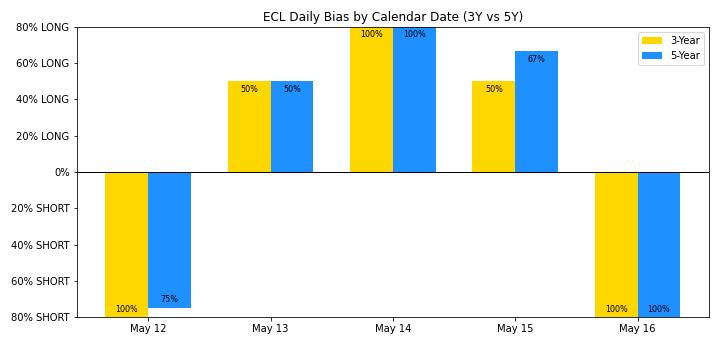 ECL Daily Bias by Calendar Date (3Y vs 5Y)
80% LONG
60% LONG
40% LONG
20% LONG
0%
20% SHORT
40% SHORT
60% SHORT
80% SHORT
3-Year
5-Year
100%
75%
50%
50%
100%
100%
50%
67%
100%
100%
May 12
May 13
May 14
May 15
May 16